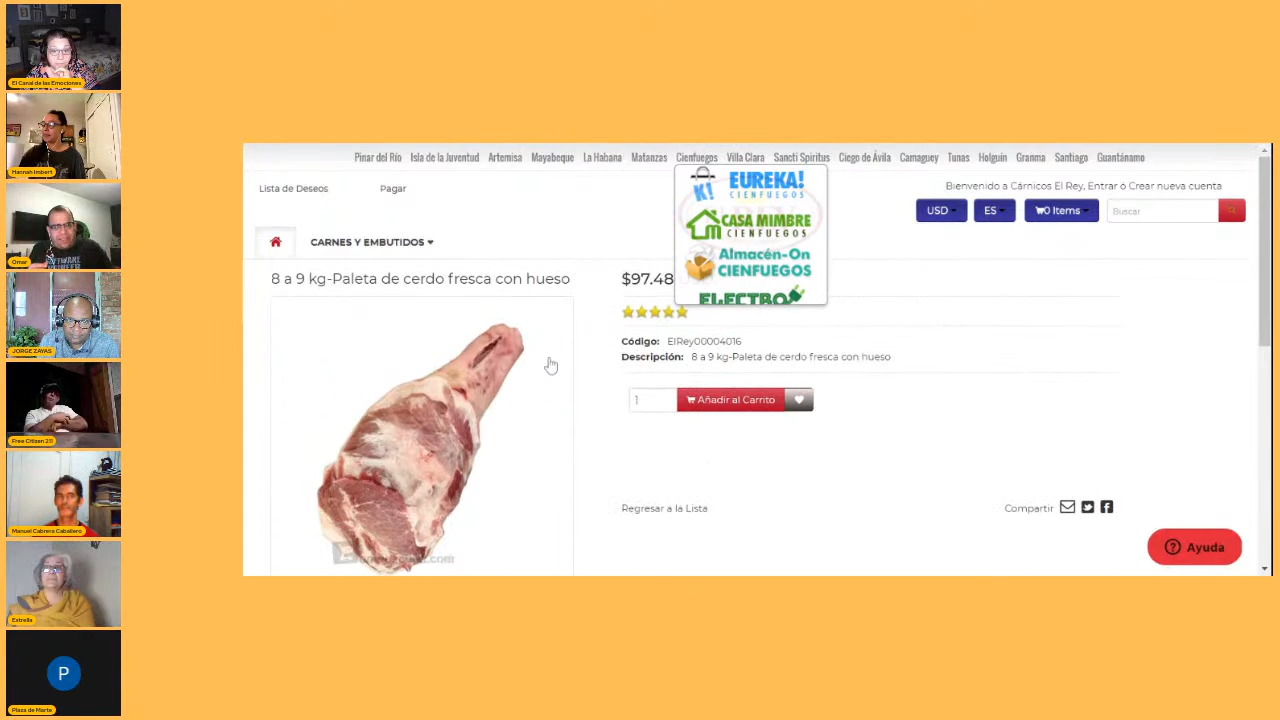 El Canal de las Emociones
Hannah Imbert
Omar
JORGE ZAYAS
Free Citizen 211
Manuel Cabrera Caballero
Estrella
P
Plaza de Marte
Pinar del Río Isla de la Juventud Artemisa Mayabeque La Habana Matanzas Cienfuegos Villa Clara Sancti Spiritus Ciego de Ávila Camaguey Tunas Holguín Granma Santiago Guantánamo
Lista de Deseos Pagar
Bienvenido a Cárnicos El Rey, Entrar ó Crear nueva cuenta
USD ES 0 Items Buscar
K! EUREKA!
CIENFUEGOS
CASA MIMBRE
CIENFUEGOS
Almacén-On
CIENFUEGOS
ELECTRO
CARNES Y EMBUTIDOS
8 a 9 kg-Paleta de cerdo fresca con hueso
$97.48
Código: ElRey00004016
Descripción: 8 a 9 kg-Paleta de cerdo fresca con hueso
1 Añadir al Carrito
Regresar a la Lista
Compartir
Ayuda